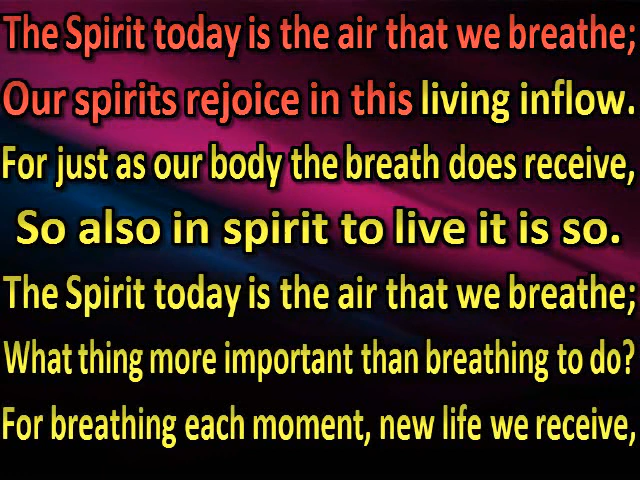 The Spirit today is the air that we breathe;
Our spirits rejoice in this living inflow.
For just as our body the breath does receive,
So also in spirit to live it is so.
The Spirit today is the air that we breathe;
What thing more important than breathing to do?
For breathing each moment, new life we receive,